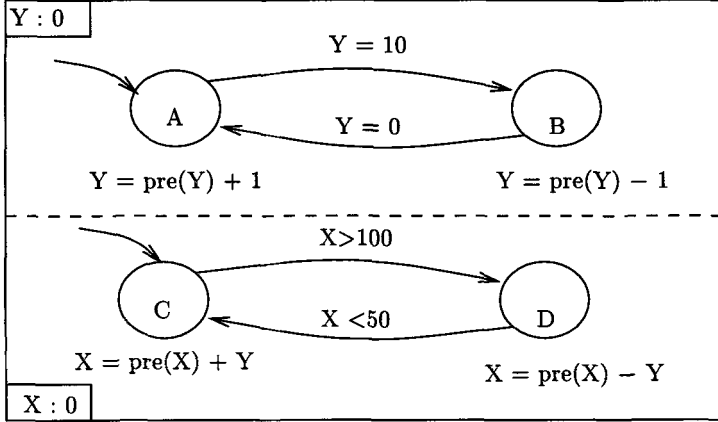 Y : 0
Y = 10
A
B
Y = 0
Y = pre(Y) + 1
Y = pre(Y) − 1
X>100
C
D
X <50
X = pre(X) + Y
X = pre(X) − Y
X : 0